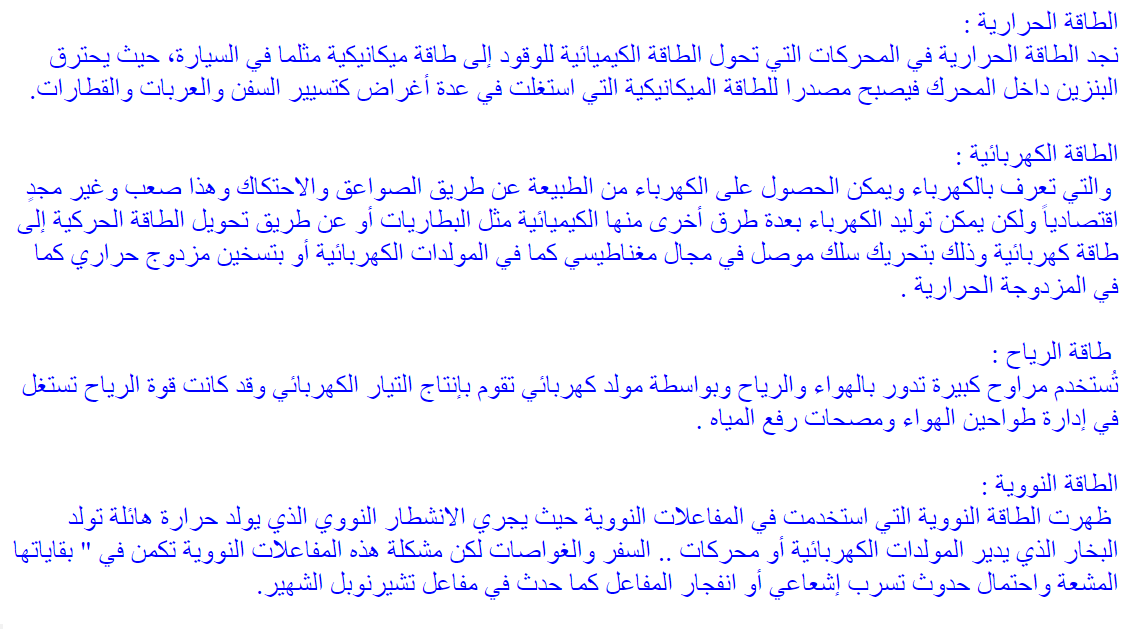 الطاقة الحرارية :
نجد الطاقة الحرارية في المحركات التي تحول الطاقة الكيميائية للوقود إلى طاقة ميكانيكية مثلما في السيارة، حيث يحترق
البنزين داخل المحرك فيصبح مصدرا للطاقة الميكانيكية التي استغلت في عدة أغراض كتسيير السفن والعربات والقطارات.
الطاقة الكهربائية :
والتي تعرف بالكهرباء ويمكن الحصول على الكهرباء من الطبيعة عن طريق الصواعق والاحتكاك وهذا صعب وغير مجدٍ
اقتصادياً ولكن يمكن توليد الكهرباء بعدة طرق أخرى منها الكيميائية مثل البطاريات أو عن طريق تحويل الطاقة الحركية إلى
طاقة كهربائية وذلك بتحريك سلك موصل في مجال مغناطيسي كما في المولدات الكهربائية أو بتسخين مزدوج حراري كما
في المزدوجة الحرارية .
طاقة الرياح :
تُستخدم مراوح كبيرة تدور بالهواء والرياح وبواسطة مولد كهربائي تقوم بإنتاج التيار الكهربائي وقد كانت قوة الرياح تستغل
في إدارة طواحين الهواء ومصحات رفع المياه .
الطاقة النووية :
ظهرت الطاقة النووية التي استخدمت في المفاعلات النووية حيث يجري الانشطار النووي الذي يولد حرارة هائلة تولد
البخار الذي يدير المولدات الكهربائية أو محركات .. السفر والغواصات لكن مشكلة هذه المفاعلات النووية تكمن في " بقاياتها
المشعة واحتمال حدوث تسرب إشعاعي أو انفجار المفاعل كما حدث في مفاعل تشيرنوبل الشهير.